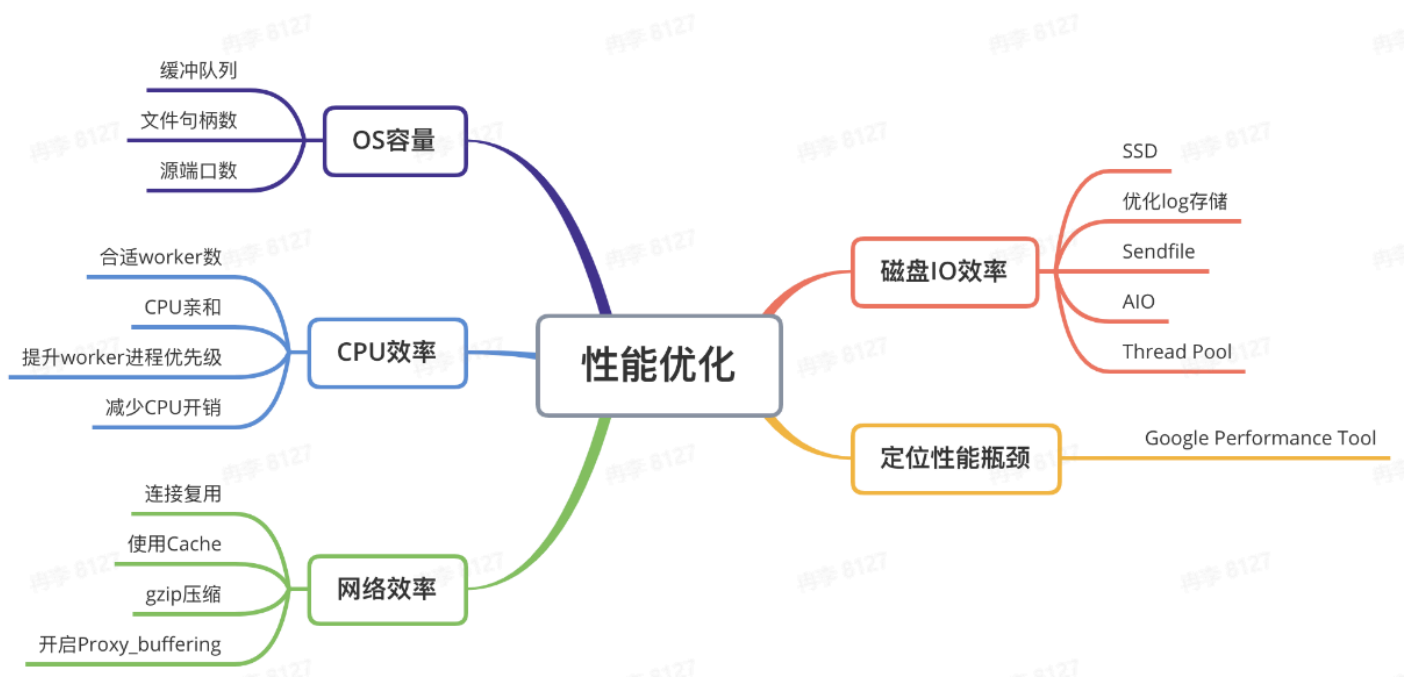 缓冲队列
文件句柄数
源端口数
OS容量
合适worker数
CPU亲和
提升worker进程优先级
减少CPU开销
CPU效率
连接复用
使用Cache
gzip压缩
开启Proxy_buffering
网络效率
性能优化
磁盘IO效率
SSD
优化log存储
Sendfile
AIO
Thread Pool
定位性能瓶颈
Google Performance Tool
冉李 8127